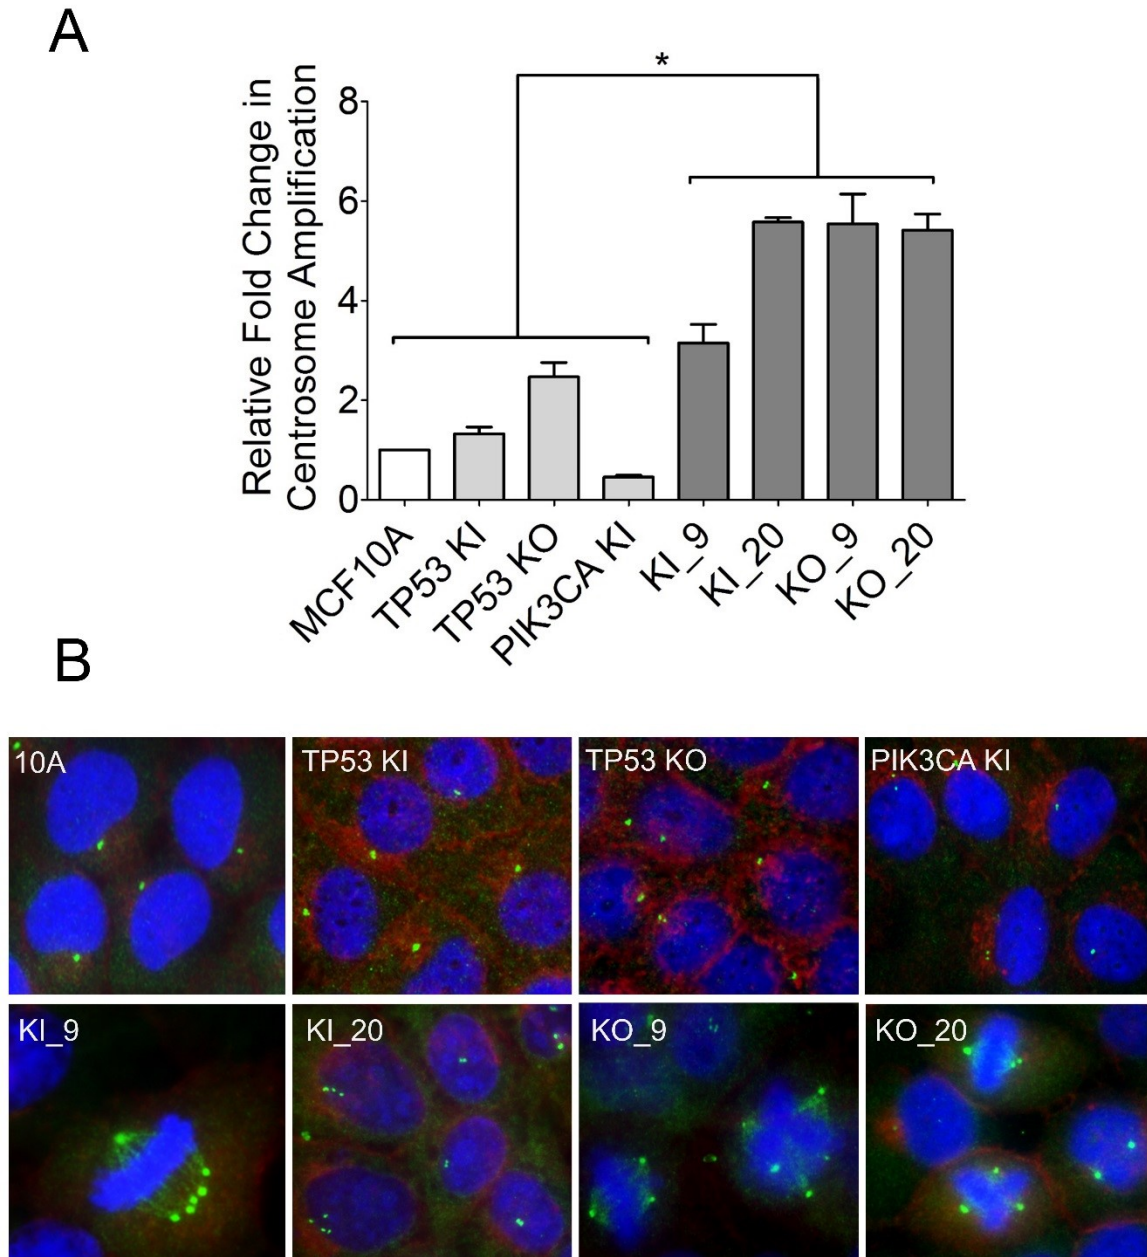 A
*
Relative Fold Change in
Centrosome Amplification
8
6
4
2
0
MCF10A
TP53 KI
TP53 KO
PIK3CA KI
KI_9
KI_20
KO_9
KO_20
B
10A
TP53 KI
TP53 KO
PIK3CA KI
KI_9
KI_20
KO_9
KO_20